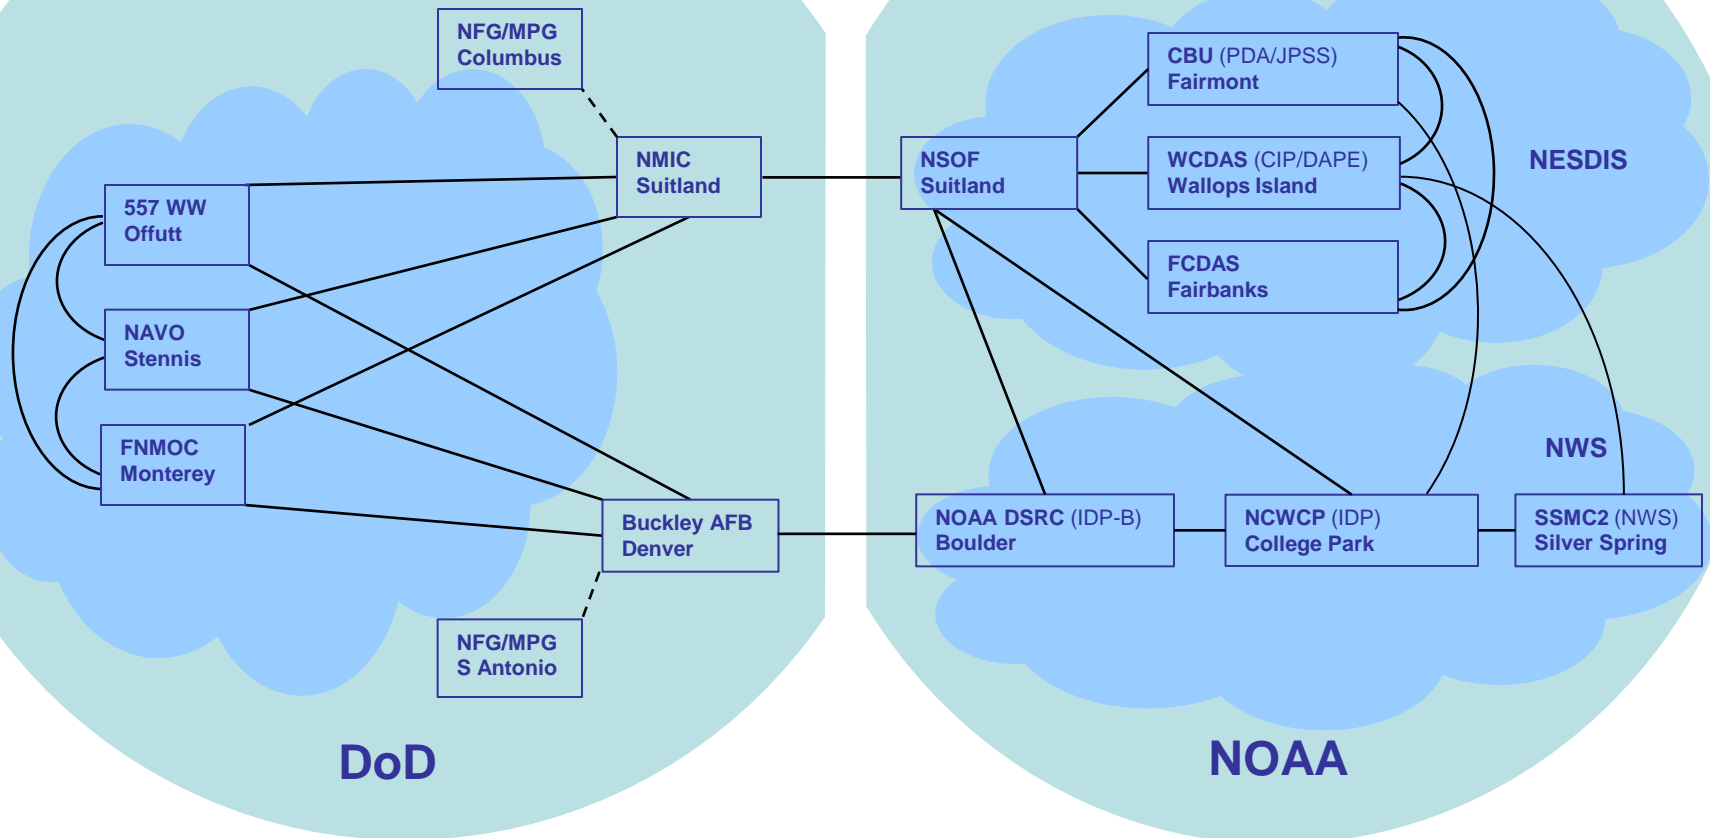 NFG/MPG
Columbus
NMIC
Suitland
557 WW
Offutt
NAVO
Stennis
FNMOC
Monterey
Buckley AFB
Denver
NFG/MPG
S Antonio
DoD
CBU (PDA/JPSS)
Fairmont
NSOF
Suitland
WCDAS (CIP/DAPE)
Wallops Island
NESDIS
FCDAS
Fairbanks
NWS
NOAA DSRC (IDP-B)
Boulder
NCWCP (IDP)
College Park
SSMC2 (NWS)
Silver Spring
NOAA